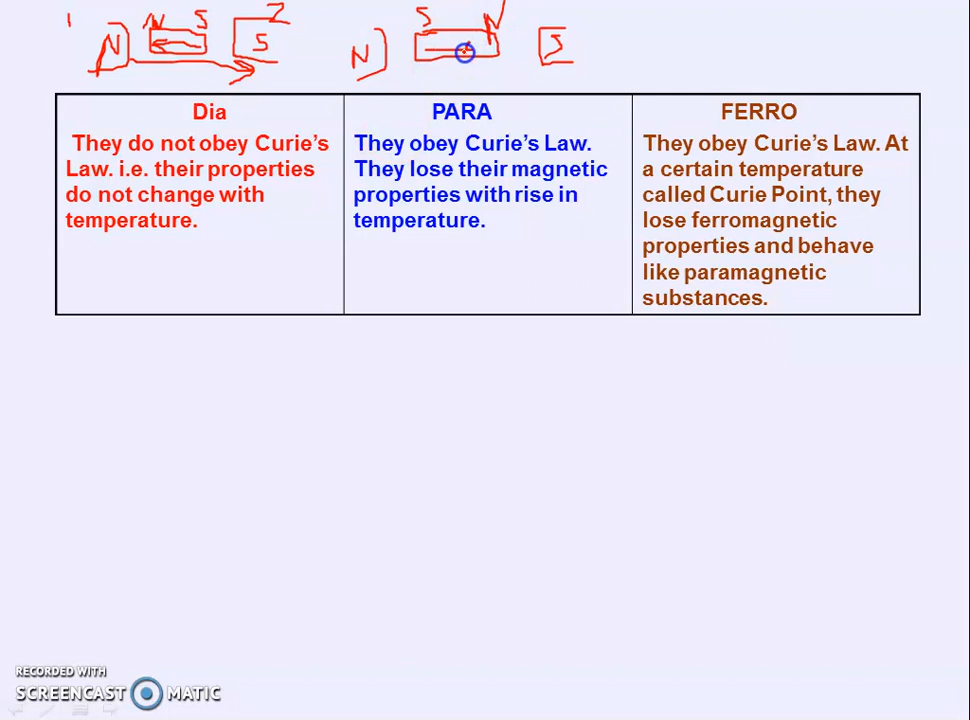 N N S S
N S N S
Dia
They do not obey Curie's
Law. i.e. their properties
do not change with
temperature.
PARA
They obey Curie's Law.
They lose their magnetic
properties with rise in
temperature.
FERRO
They obey Curie's Law. At
a certain temperature
called Curie Point, they
lose ferromagnetic
properties and behave
like paramagnetic
substances.
RECORDED WITH
SCREENCAST MATIC